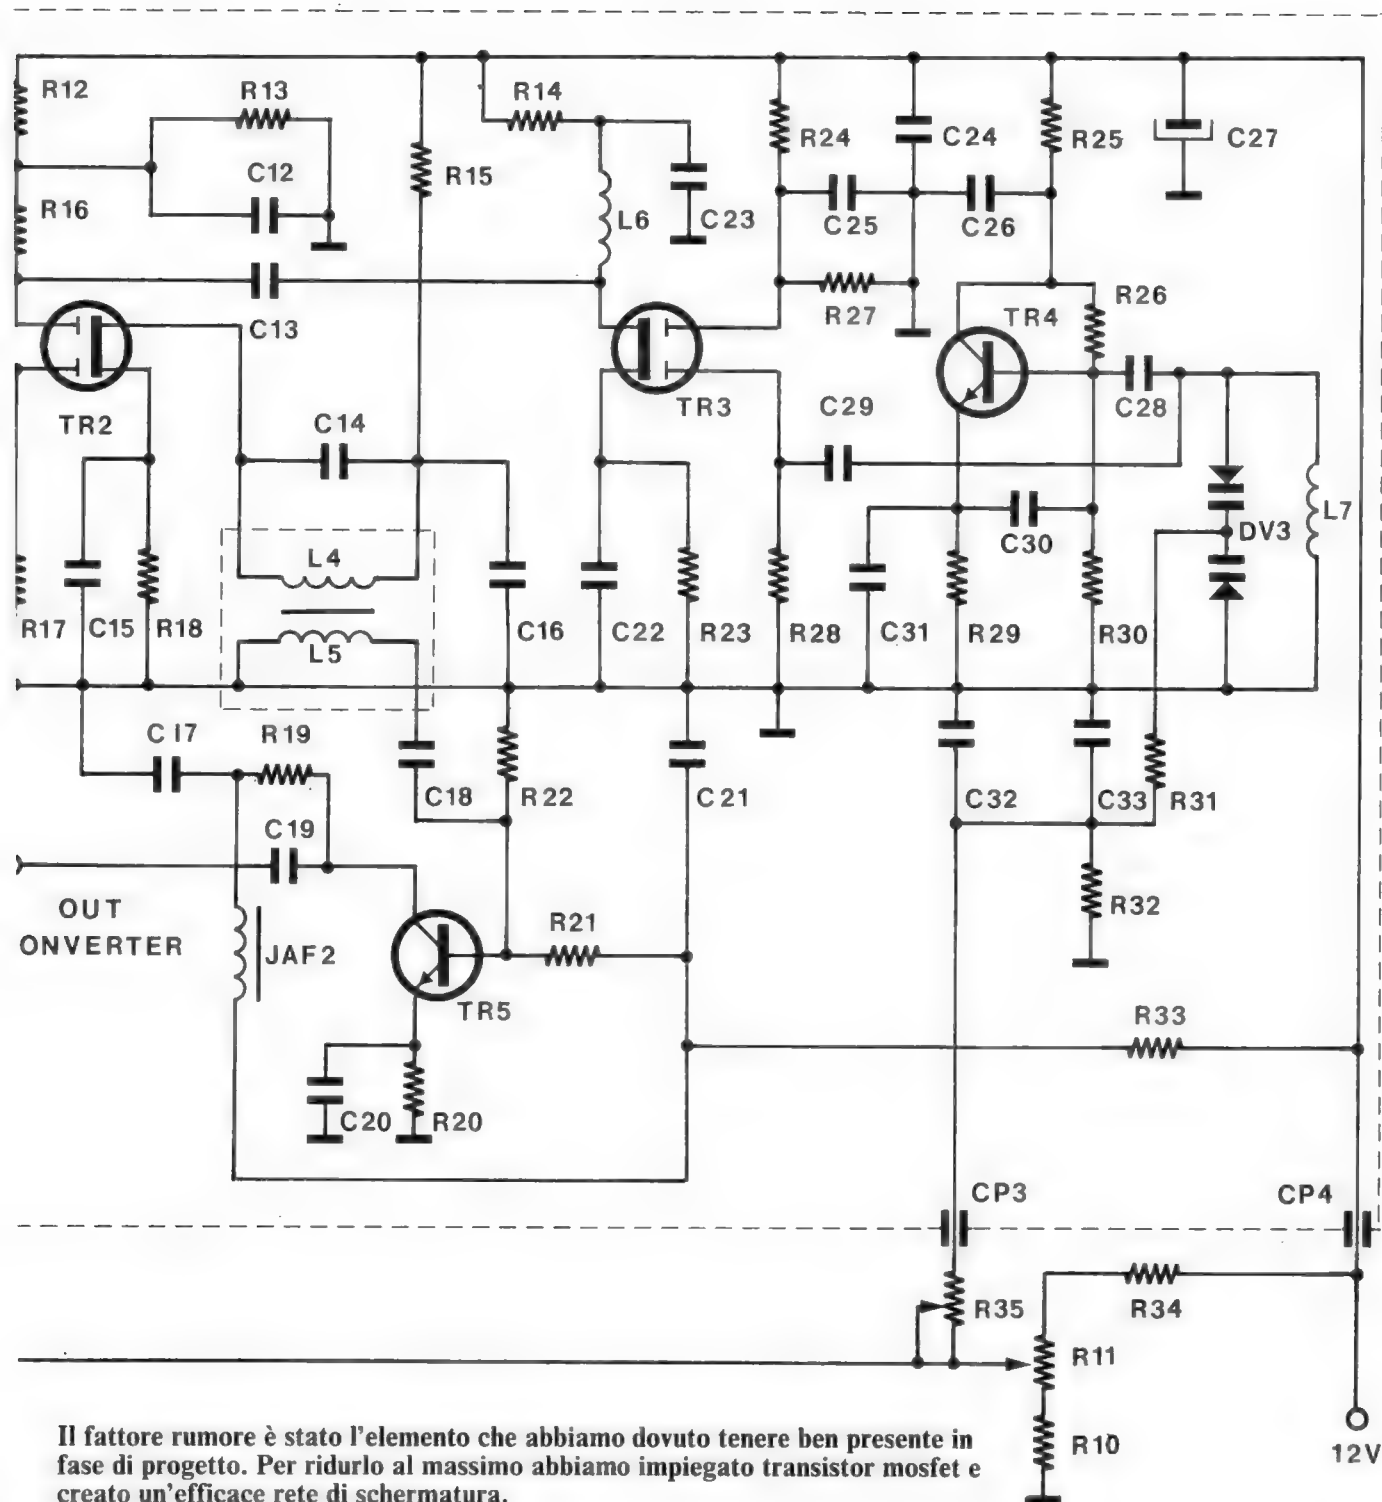 R12
R13
R14
R24
C24
R25
C27
C12
R15
R16
L6
C23
C25
C26
C13
R27
TR4
R26
TR2
TR3
C29
C28
C14
DV3
L7
C30
L4
R17
C15
R18
L5
C16
C22
R23
R28
C31
R29
R30
C17
R19
C18
R22
C21
C32
C33
R31
C19
OUT
ONVERTER
JAF2
R21
R32
TR5
R33
C20
R20
CP3
CP4
R35
R34
R11
R10
12V
Il fattore rumore è stato l'elemento che abbiamo dovuto tenere ben presente in
fase di progetto. Per ridurlo al massimo abbiamo impiegato transistor mosfet e
creato un'efficace rete di schermatura.